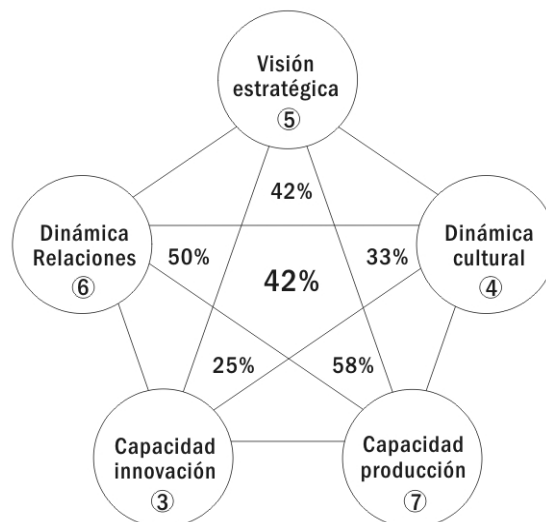 Visión
estratégica
5
42%
Dinámica
Relaciones
6
50%
42%
33%
Dinámica
cultural
4
25%
58%
Capacidad
innovación
3
Capacidad
producción
7